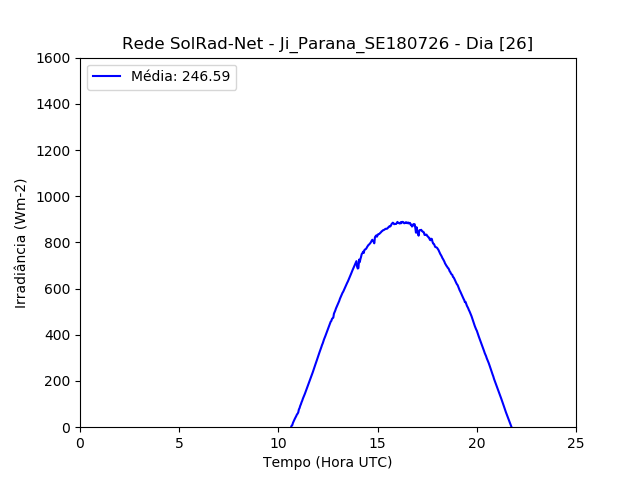 Rede SolRad-Net - Ji_Parana_SE180726 - Dia [26]
Média: 246.59
1600
1400
1200
1000
800
600
400
200
0
Irradiância (Wm-2)
0 5 10 15 20 25
Tempo (Hora UTC)